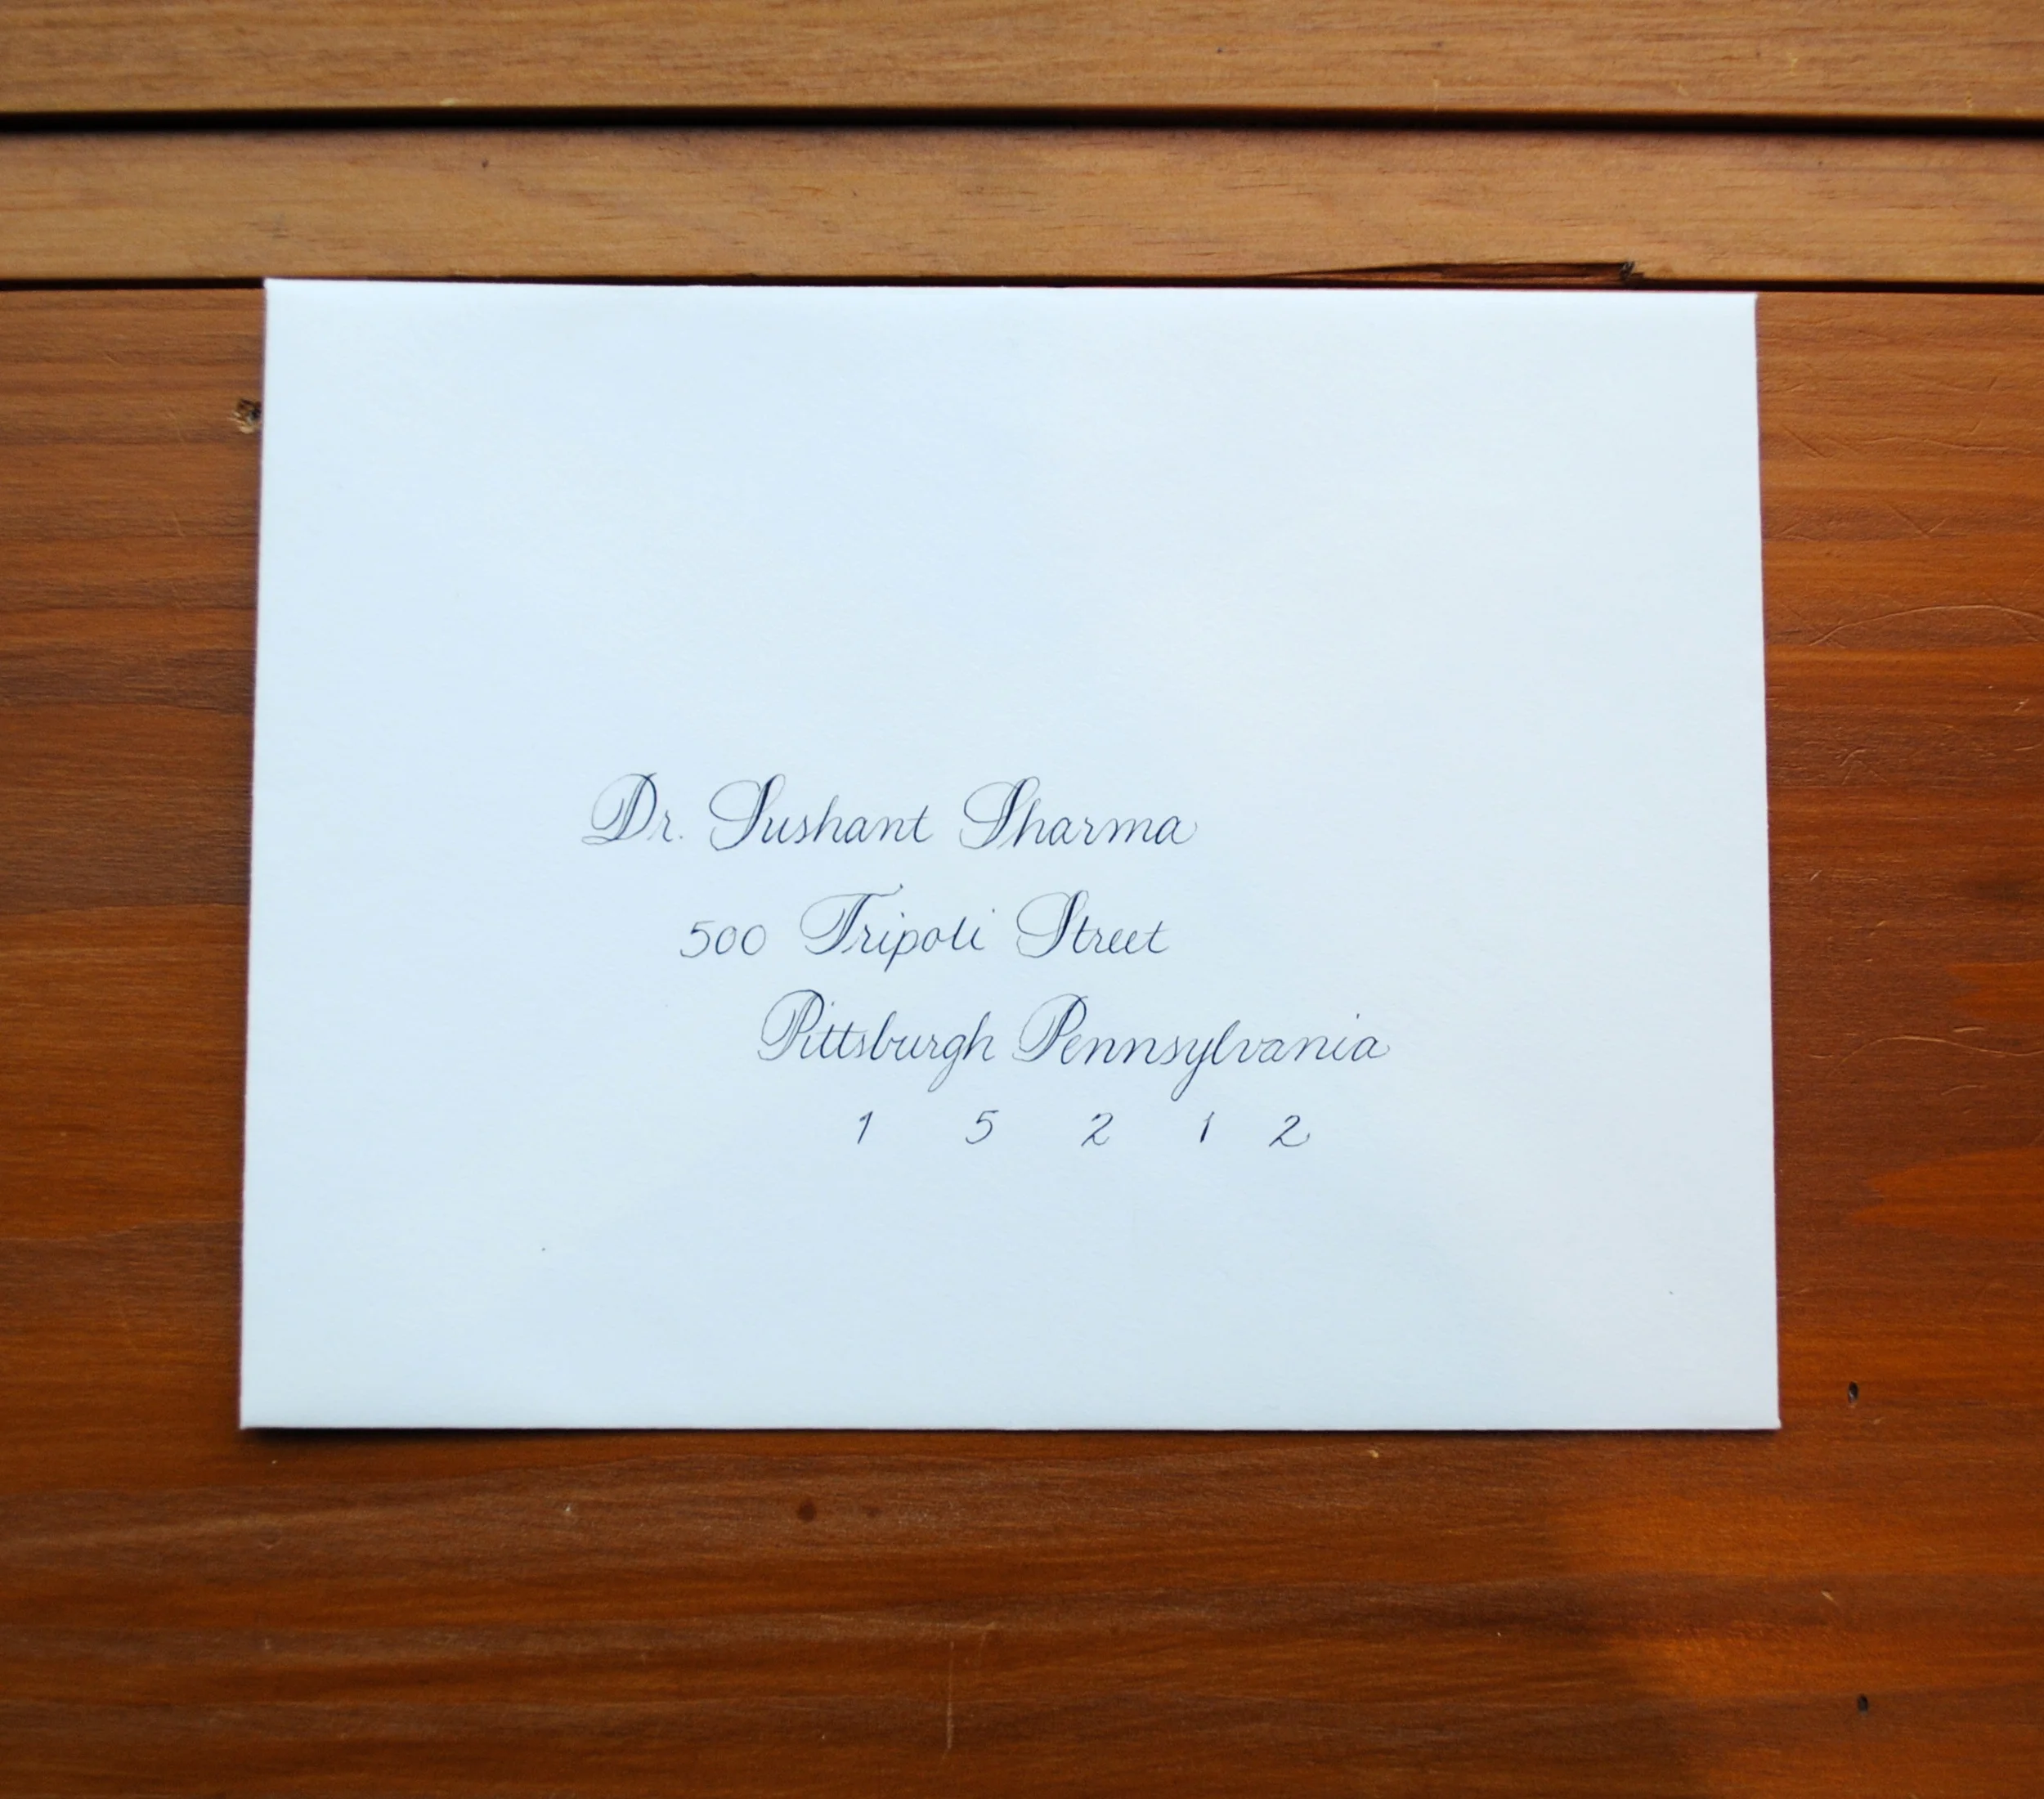 Dr. Sushant Sharma
500 Tripoli Street
Pittsburgh Pennsylvania
1 5 2 1 2